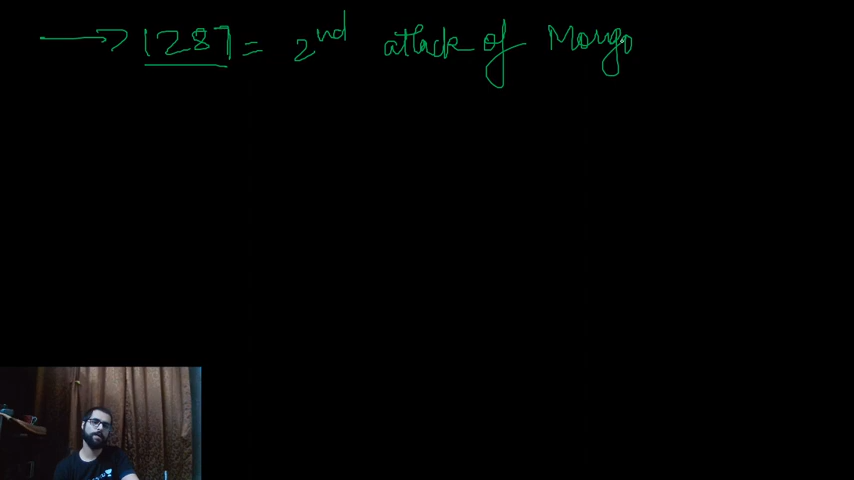 → 1287 = 2nd attack of Mongo